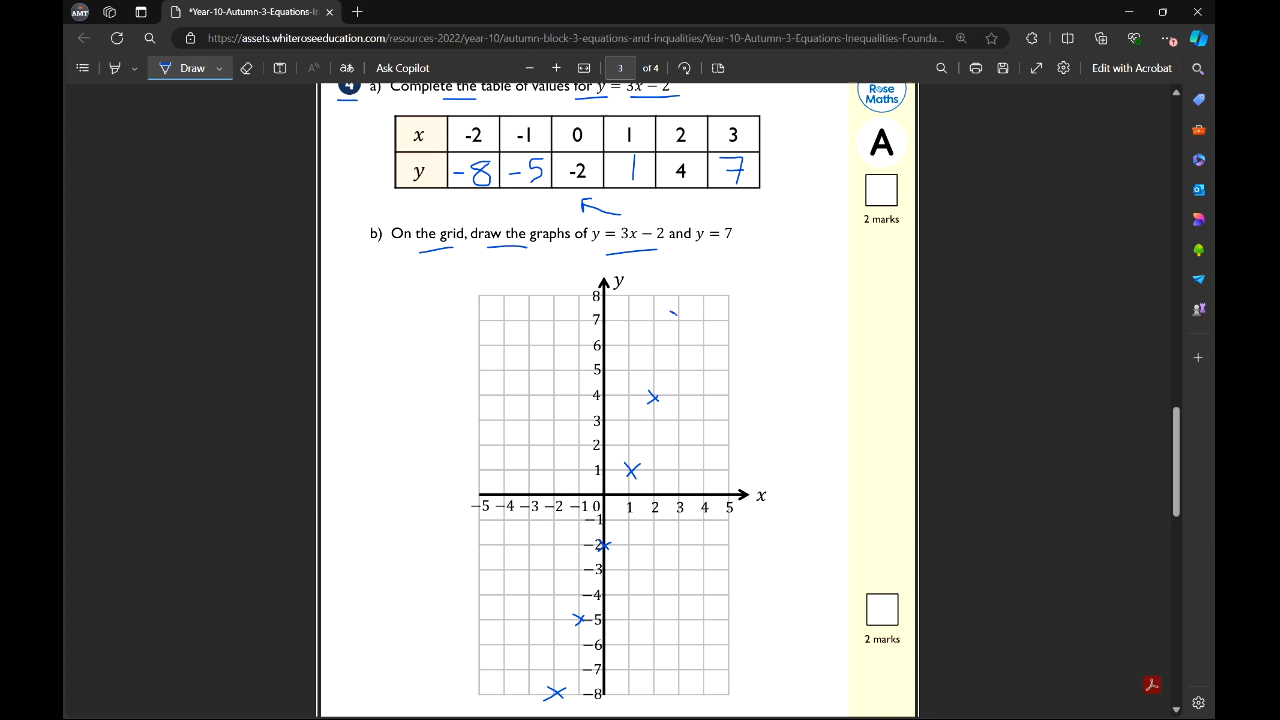 AMT
*Year-10-Autumn-3-Equations-In
https://assets.whiteroseeducation.com/resources-2022/year-10/autumn-block-3-equations-and-inqualities/Year-10-Autumn-3-Equations-Inequalities-Founda...
Draw
Ask Copilot
3 of 4
Edit with Acrobat
4 a) Complete the table of values for y = 3x − 2
Rose
Maths
x -2 -1 0 1 2 3
y -8 -5 -2 1 4 7
A
2 marks
b) On the grid, draw the graphs of y = 3x − 2 and y = 7
y
8
7
6
5
4
3
2
1
x
−5 −4 −3 −2 −1 0 1 2 3 4 5
−1
−2
−3
−4
−5
−6
−7
−8
2 marks